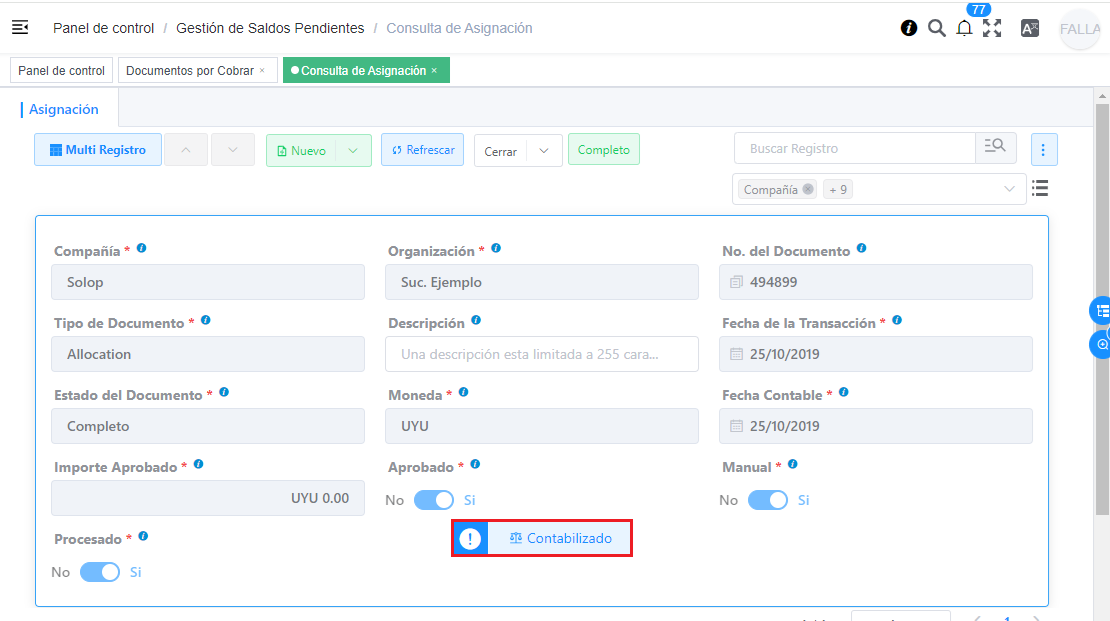 77
Panel de control / Gestión de Saldos Pendientes / Consulta de Asignación
FALLA
Panel de control Documentos por Cobrar × Consulta de Asignación ×
Asignación
Multi Registro Nuevo Refrescar Cerrar Completo Buscar Registro
Compañía + 9
Compañía * Organización * No. del Documento
Solop Suc. Ejemplo 494899
Tipo de Documento * Descripción Fecha de la Transacción *
Allocation Una descripción esta limitada a 255 cara... 25/10/2019
Estado del Documento * Moneda * Fecha Contable *
Completo UYU 25/10/2019
Importe Aprobado * Aprobado * Manual *
UYU 0.00 No Si No Si
Procesado * Contabilizado
No Si
1